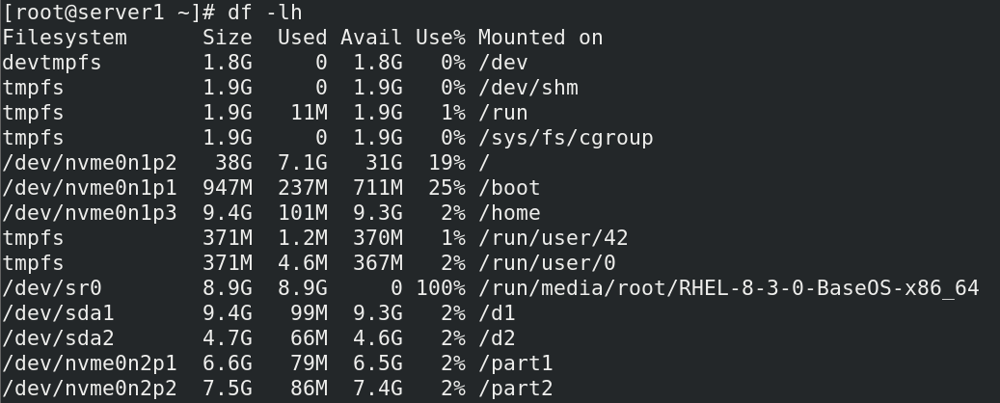 [root@server1 ~]# df -lh
Filesystem      Size  Used Avail Use% Mounted on
devtmpfs        1.8G     0  1.8G   0% /dev
tmpfs           1.9G     0  1.9G   0% /dev/shm
tmpfs           1.9G   11M  1.9G   1% /run
tmpfs           1.9G     0  1.9G   0% /sys/fs/cgroup
/dev/nvme0n1p2   38G  7.1G   31G  19% /
/dev/nvme0n1p1  947M  237M  711M  25% /boot
/dev/nvme0n1p3  9.4G  101M  9.3G   2% /home
tmpfs           371M  1.2M  370M   1% /run/user/42
tmpfs           371M  4.6M  367M   2% /run/user/0
/dev/sr0        8.9G  8.9G     0 100% /run/media/root/RHEL-8-3-0-BaseOS-x86_64
/dev/sda1       9.4G   99M  9.3G   2% /d1
/dev/sda2       4.7G   66M  4.6G   2% /d2
/dev/nvme0n2p1  6.6G   79M  6.5G   2% /part1
/dev/nvme0n2p2  7.5G   86M  7.4G   2% /part2